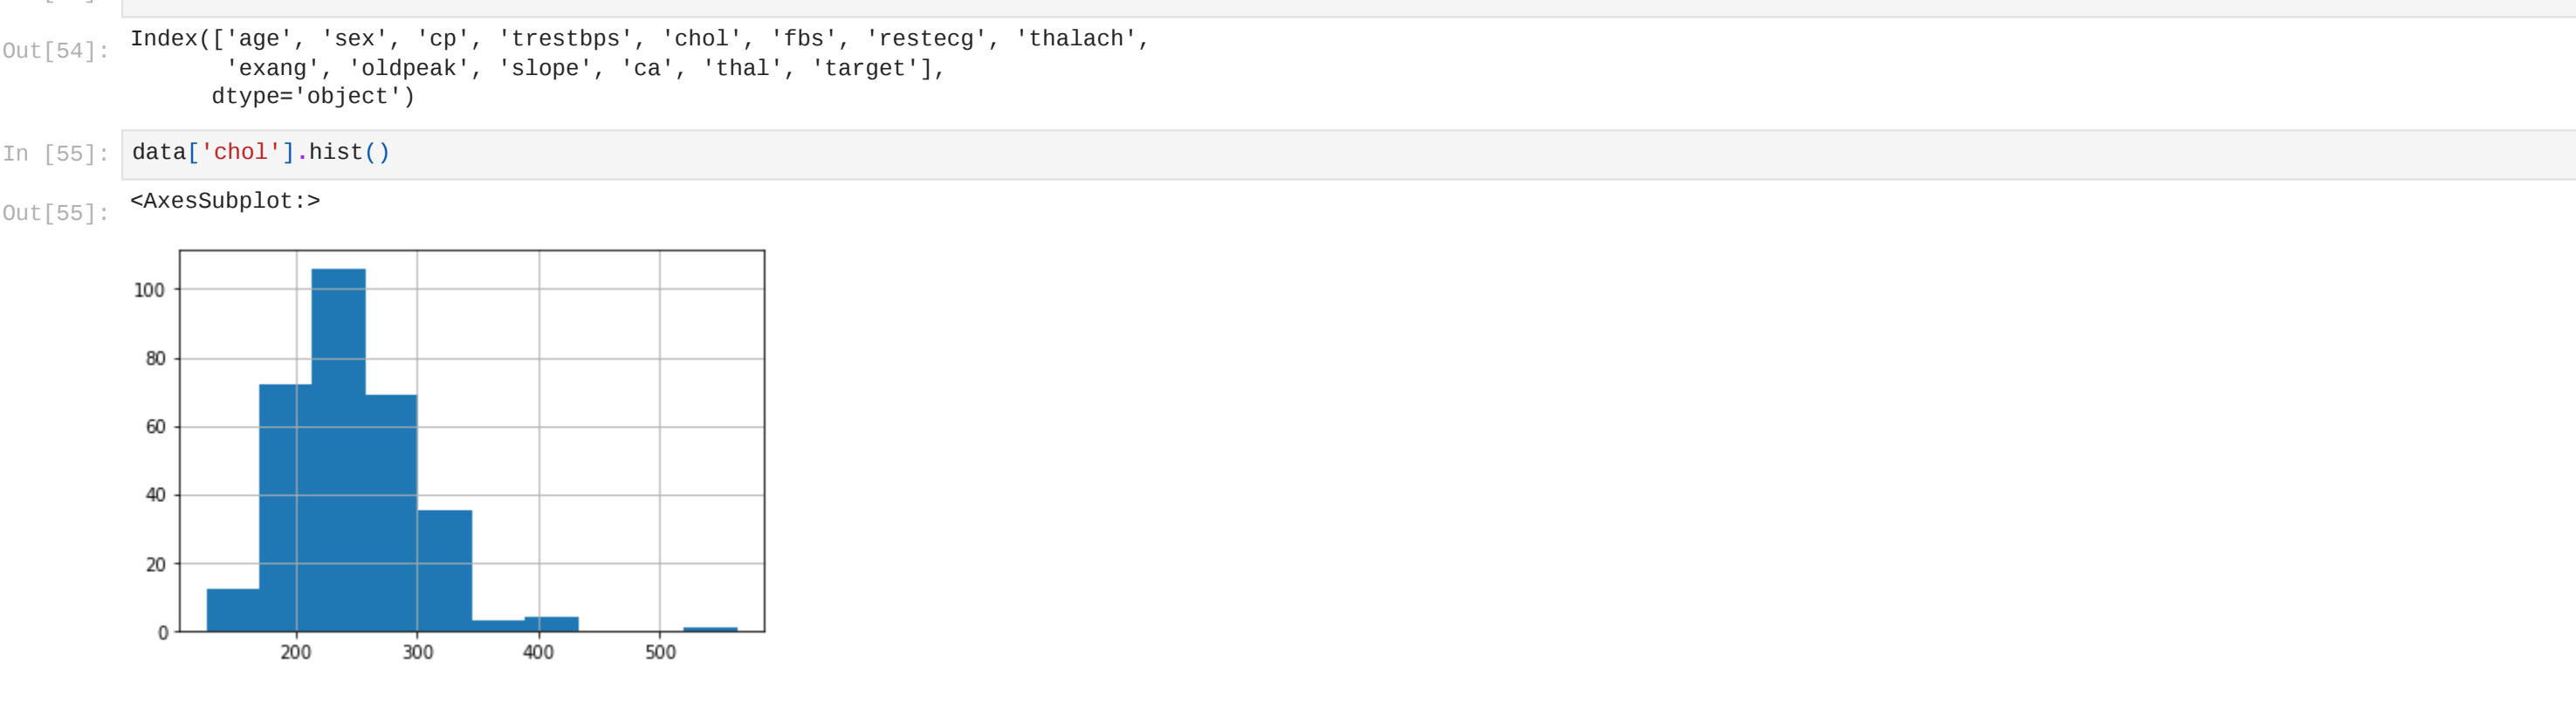 Out[54]: Index(['age', 'sex', 'cp', 'trestbps', 'chol', 'fbs', 'restecg', 'thalach',
'exang', 'oldpeak', 'slope', 'ca', 'thal', 'target'],
dtype='object')
In [55]: data['chol'].hist()
Out[55]: <AxesSubplot:>
100
80
60
40
20
0
200 300 400 500